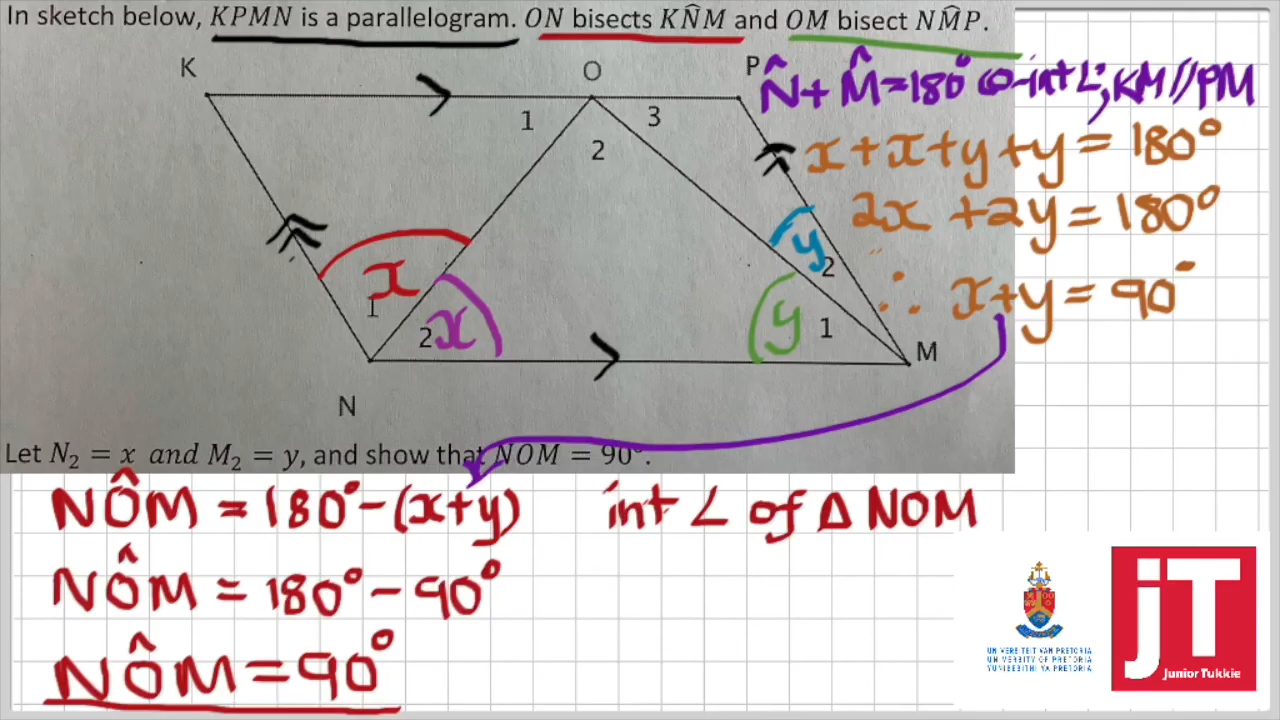 In sketch below, KPMN is a parallelogram. ON bisects KN̂M and OM bisect NM̂P.
K
O
P
N̂ + M̂ = 180° co-int ∠'; KM//PM
1
3
2
x + x + y + y = 180°
2x + 2y = 180°
y
2
x
∴ x + y = 90°
1
2
x
y
1
M
N
Let N₂ = x and M₂ = y, and show that NOM = 90°.
NÔM = 180° - (x+y) int ∠ of Δ NOM
NÔM = 180° - 90°
NÔM = 90°
jT
Junior Tukkie
UNIVERSITEIT VAN PRETORIA
UNIVERSITY OF PRETORIA
YUNIBESITHI YA PRETORIA